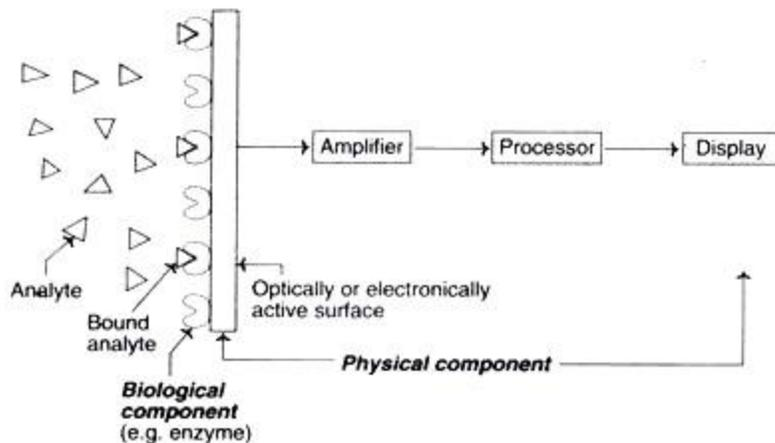 Amplifier
Processor
Display
Analyte
Bound
analyte
Optically or electronically
active surface
Physical component
Biological
component
(e.g. enzyme)